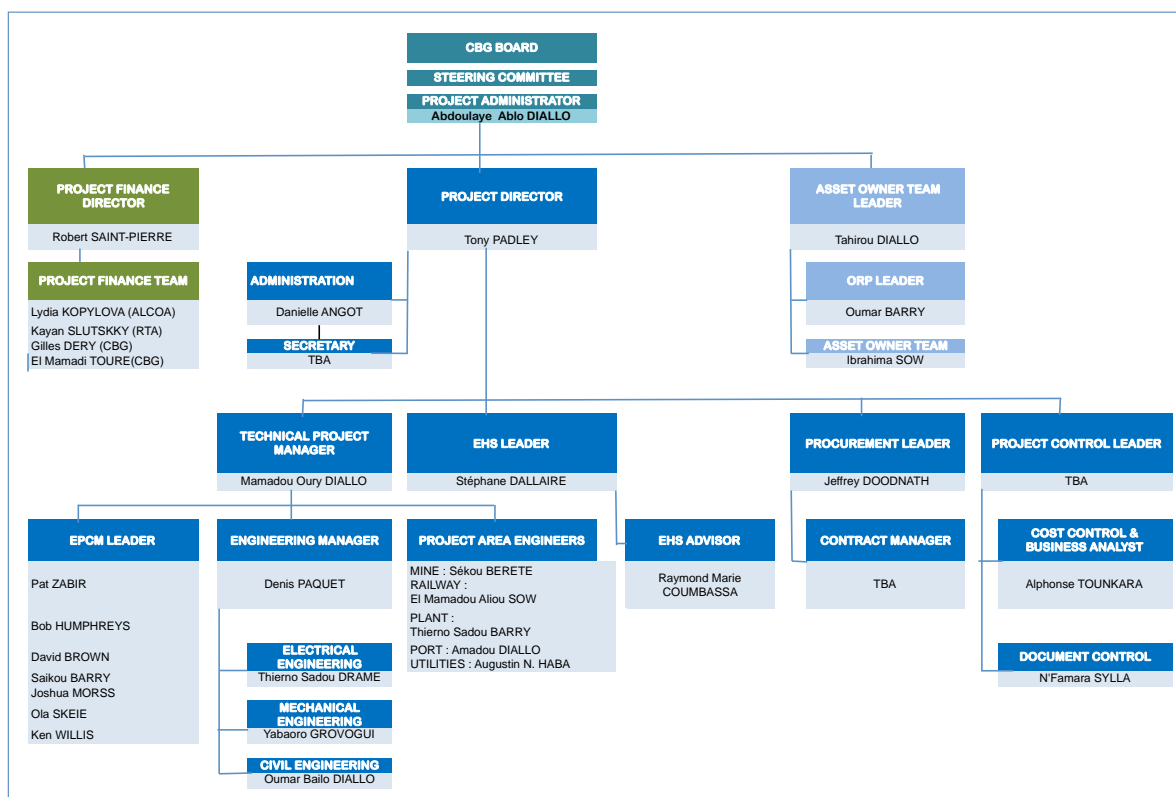 CBG BOARD
STEERING COMMITTEE
PROJECT ADMINISTRATOR
Abdoulaye Ablo DIALLO
PROJECT FINANCE
DIRECTOR
Robert SAINT-PIERRE
PROJECT DIRECTOR
Tony PADLEY
ASSET OWNER TEAM
LEADER
Tahirou DIALLO
PROJECT FINANCE TEAM
Lydia KOPYLOVA (ALCOA)
Kayan SLUTSKKY (RTA)
Gilles DERY (CBG)
El Mamadi TOURE(CBG)
ADMINISTRATION
Danielle ANGOT
SECRETARY
TBA
ORP LEADER
Oumar BARRY
ASSET OWNER TEAM
Ibrahima SOW
TECHNICAL PROJECT
MANAGER
Mamadou Oury DIALLO
EHS LEADER
Stéphane DALLAIRE
PROCUREMENT LEADER
Jeffrey DOODNATH
PROJECT CONTROL LEADER
TBA
EPCM LEADER
Pat ZABIR
Bob HUMPHREYS
David BROWN
Saikou BARRY
Joshua MORSS
Ola SKEIE
Ken WILLIS
ENGINEERING MANAGER
Denis PAQUET
ELECTRICAL
ENGINEERING
Thierno Sadou DRAME
MECHANICAL
ENGINEERING
Yabaoro GROVOGUI
CIVIL ENGINEERING
Oumar Bailo DIALLO
PROJECT AREA ENGINEERS
MINE : Sékou BERETE
RAILWAY :
El Mamadou Aliou SOW
PLANT :
Thierno Sadou BARRY
PORT : Amadou DIALLO
UTILITIES : Augustin N. HABA
EHS ADVISOR
Raymond Marie
COUMBASSA
CONTRACT MANAGER
TBA
COST CONTROL &
BUSINESS ANALYST
Alphonse TOUNKARA
DOCUMENT CONTROL
N'Famara SYLLA